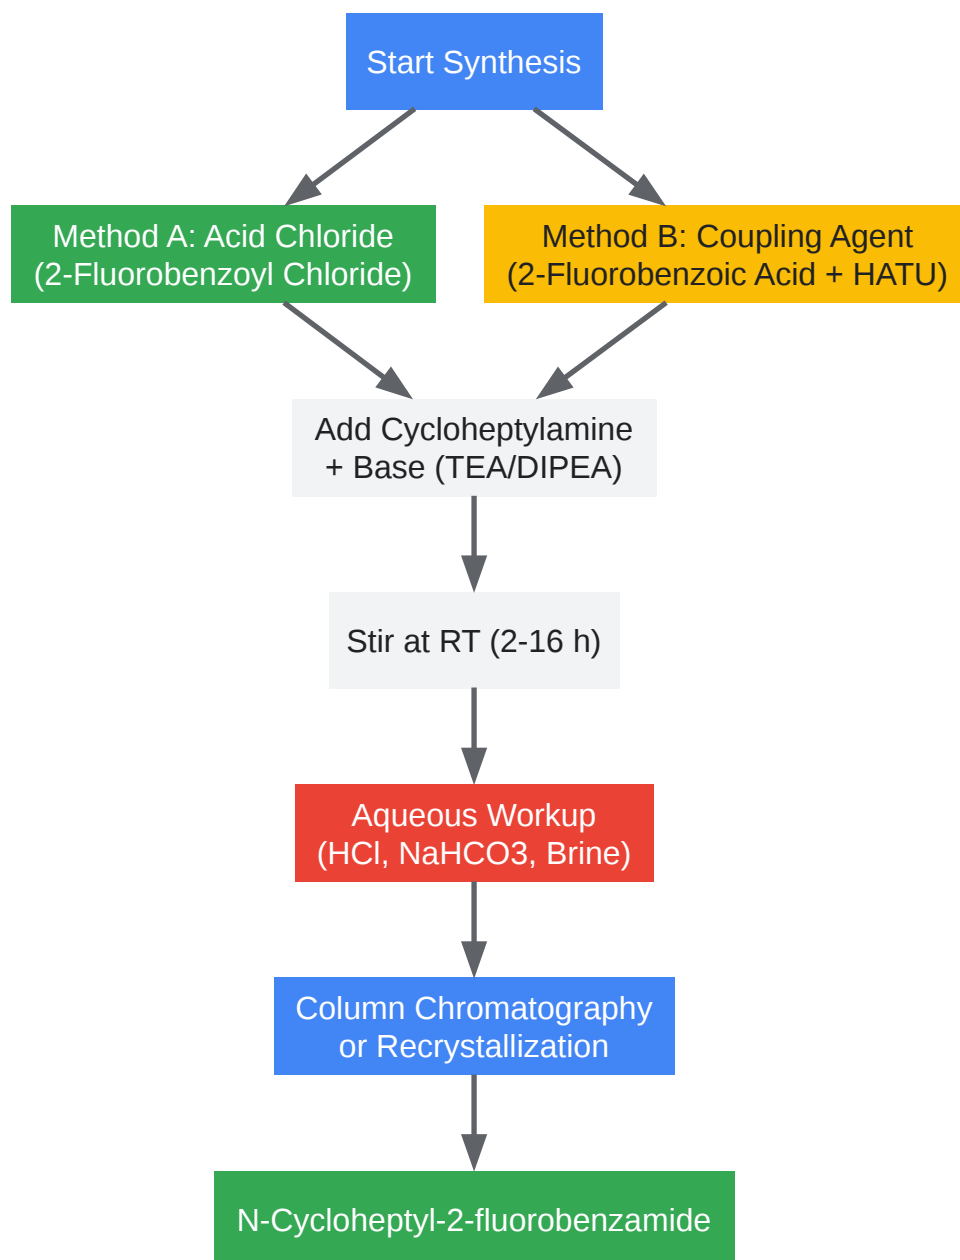 Start Synthesis
Method A: Acid Chloride
(2-Fluorobenzoyl Chloride)
Method B: Coupling Agent
(2-Fluorobenzoic Acid + HATU)
Add Cycloheptylamine
+ Base (TEA/DIPEA)
Stir at RT (2-16 h)
Aqueous Workup
(HCl, NaHCO3, Brine)
Column Chromatography
or Recrystallization
N-Cycloheptyl-2-fluorobenzamide